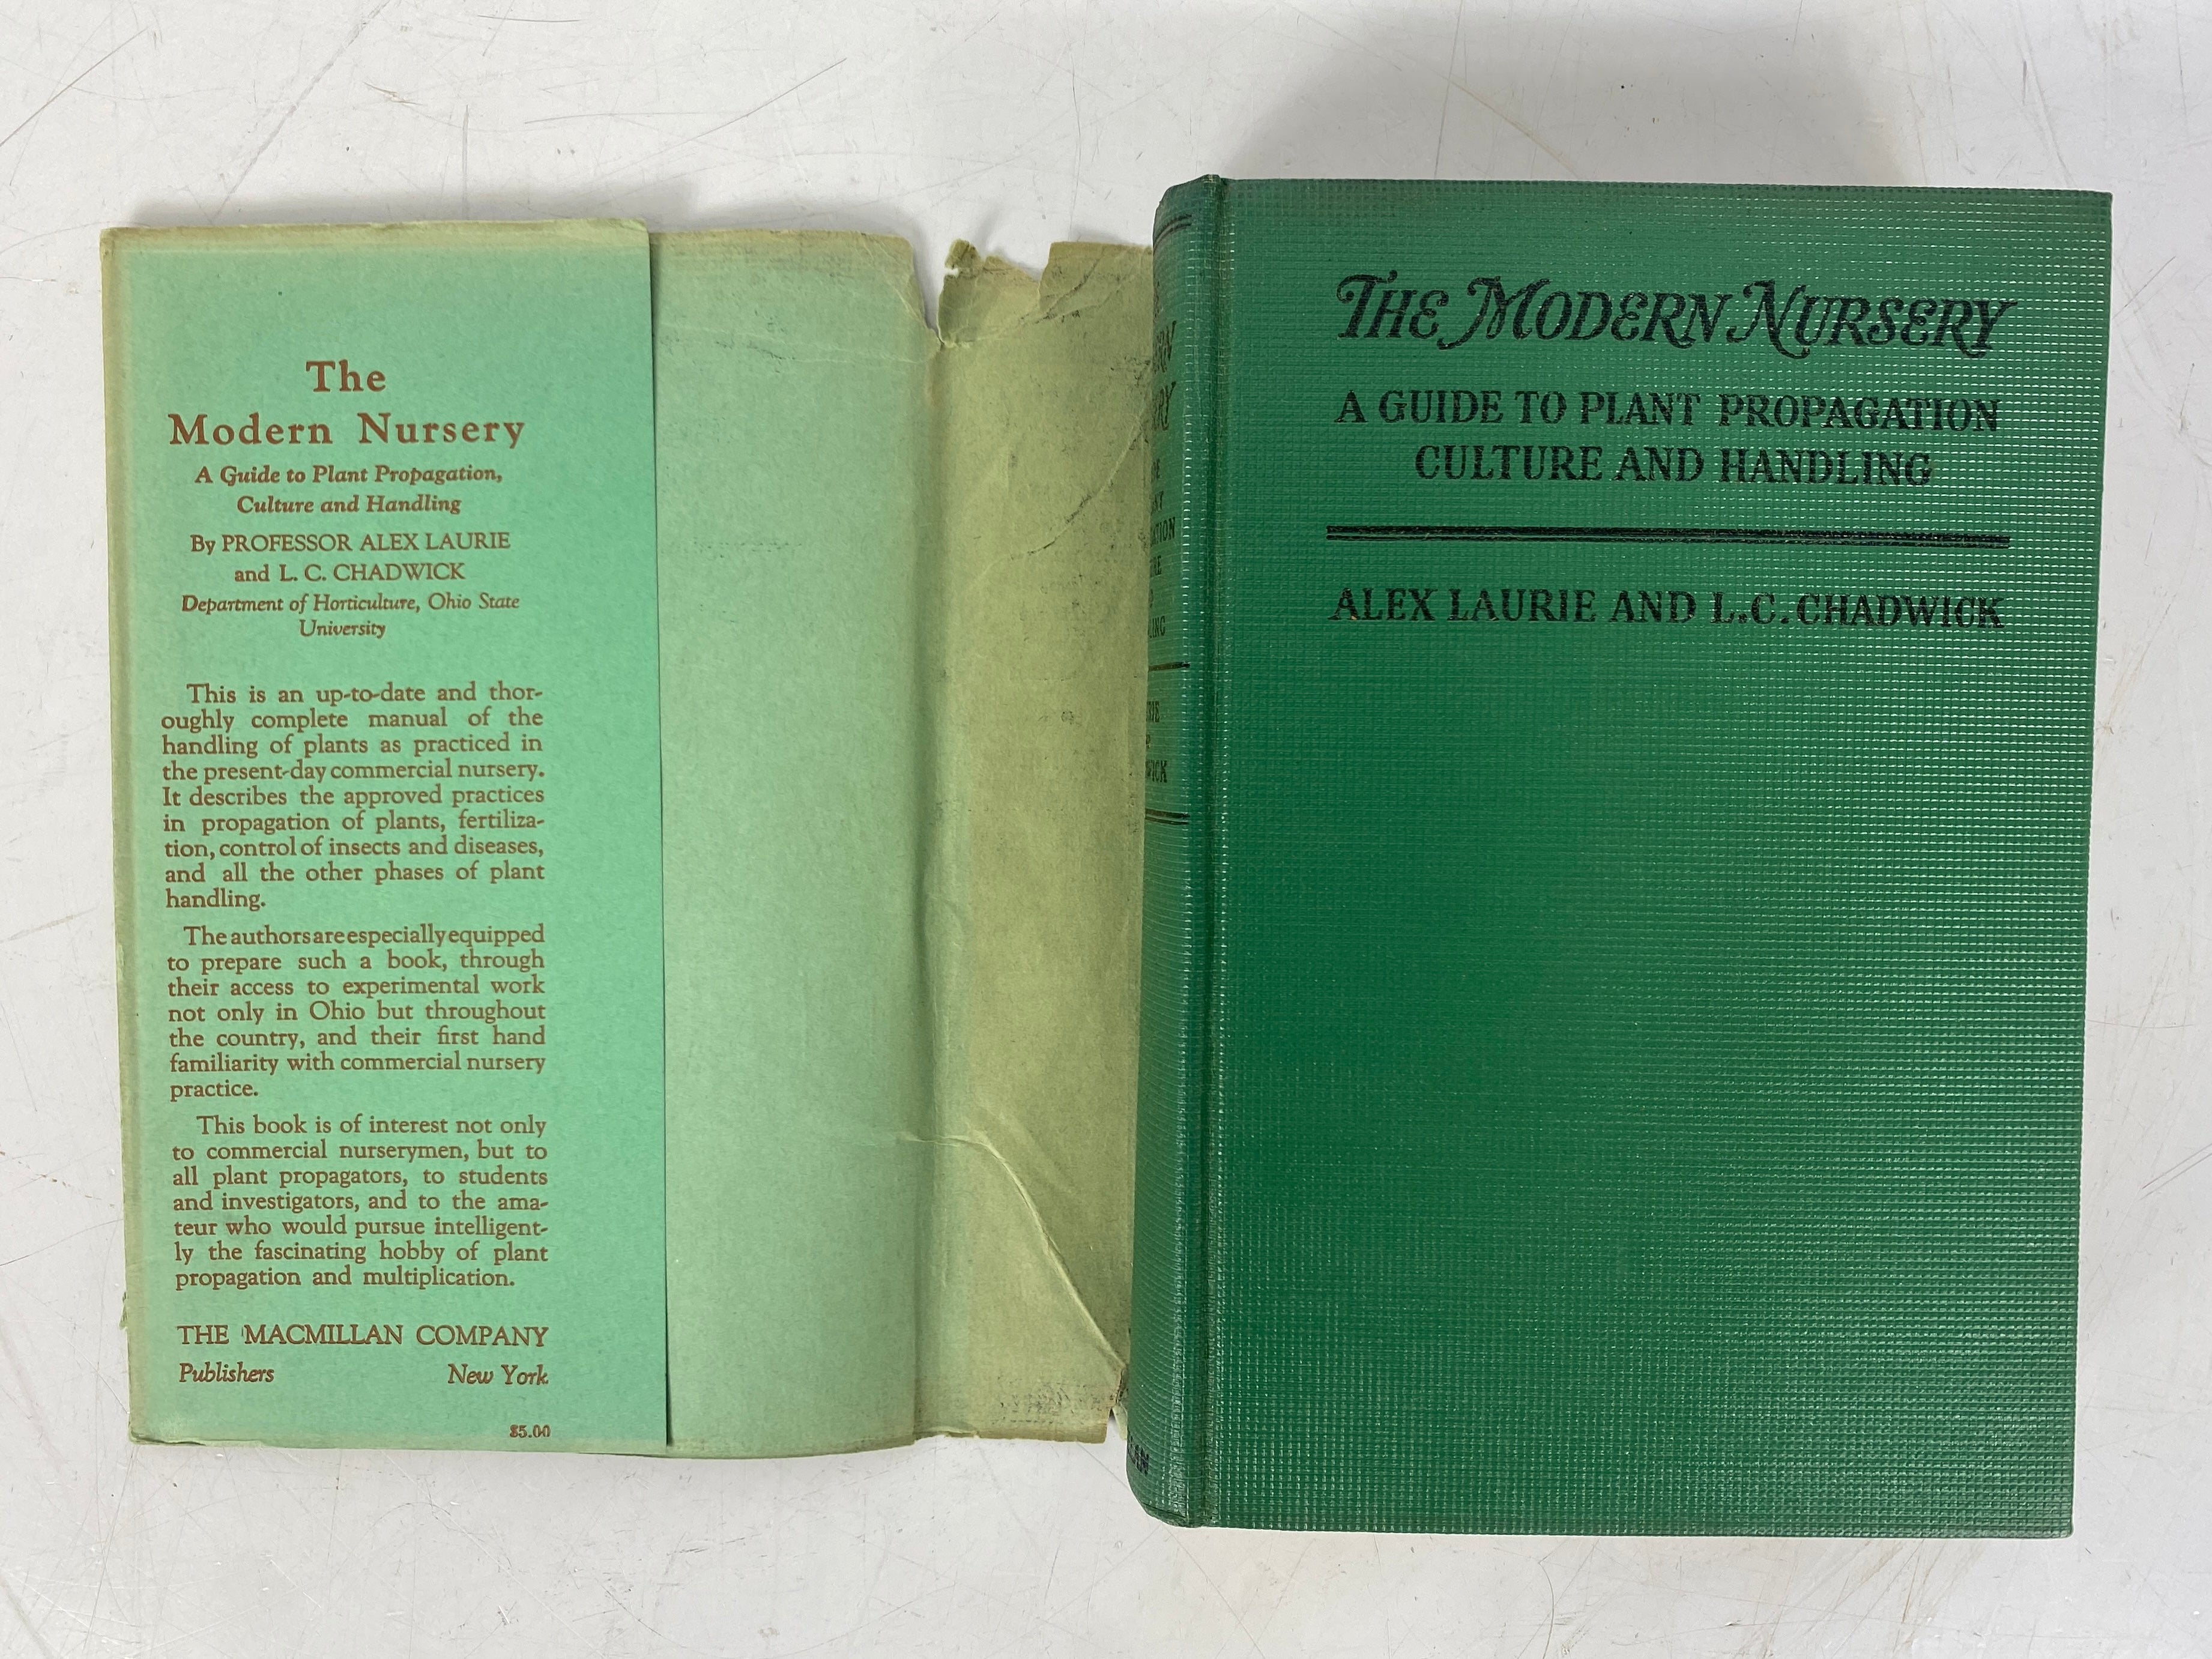 The
Modern Nursery
A Guide to Plant Propagation,
Culture and Handling
By PROFESSOR ALEX LAURIE
and L. C. CHADWICK
Department of Horticulture, Ohio State
University
This is an up-to-date and thor-
oughly complete manual of the
handling of plants as practiced in
the present-day commercial nursery.
It describes the approved practices
in propagation of plants, fertiliza-
tion, control of insects and diseases,
and all the other phases of plant
handling.
The authors are especially equipped
to prepare such a book, through
their access to experimental work
not only in Ohio but throughout
the country, and their first hand
familiarity with commercial nursery
practice.
This book is of interest not only
to commercial nurserymen, but to
all plant propagators, to students
and investigators, and to the ama-
teur who would pursue intelligent-
ly the fascinating hobby of plant
propagation and multiplication.
THE MACMILLAN COMPANY
Publishers New York
$5.00
THE MODERN NURSERY
A GUIDE TO PLANT PROPAGATION
CULTURE AND HANDLING
ALEX LAURIE AND L.C. CHADWICK